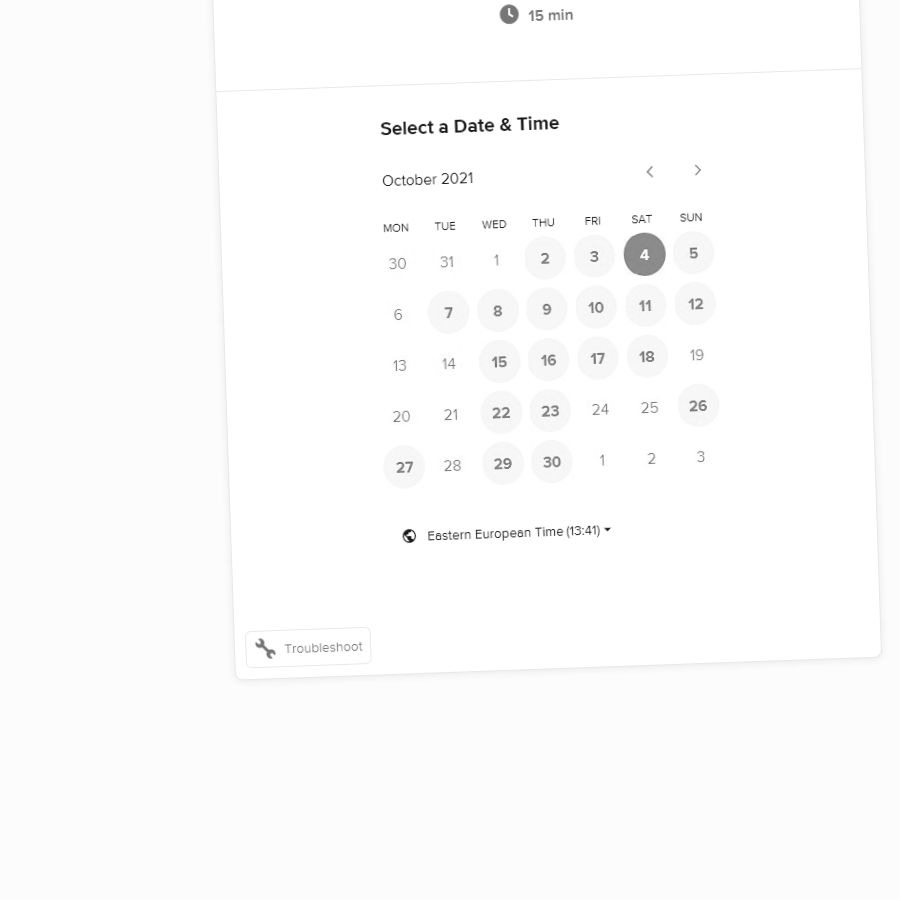 15 min
Select a Date & Time
October 2021
MON TUE WED THU FRI SAT SUN
30 31 1 2 3 4 5
6 7 8 9 10 11 12
13 14 15 16 17 18 19
20 21 22 23 24 25 26
27 28 29 30 1 2 3
Eastern European Time (13:41)
Troubleshoot